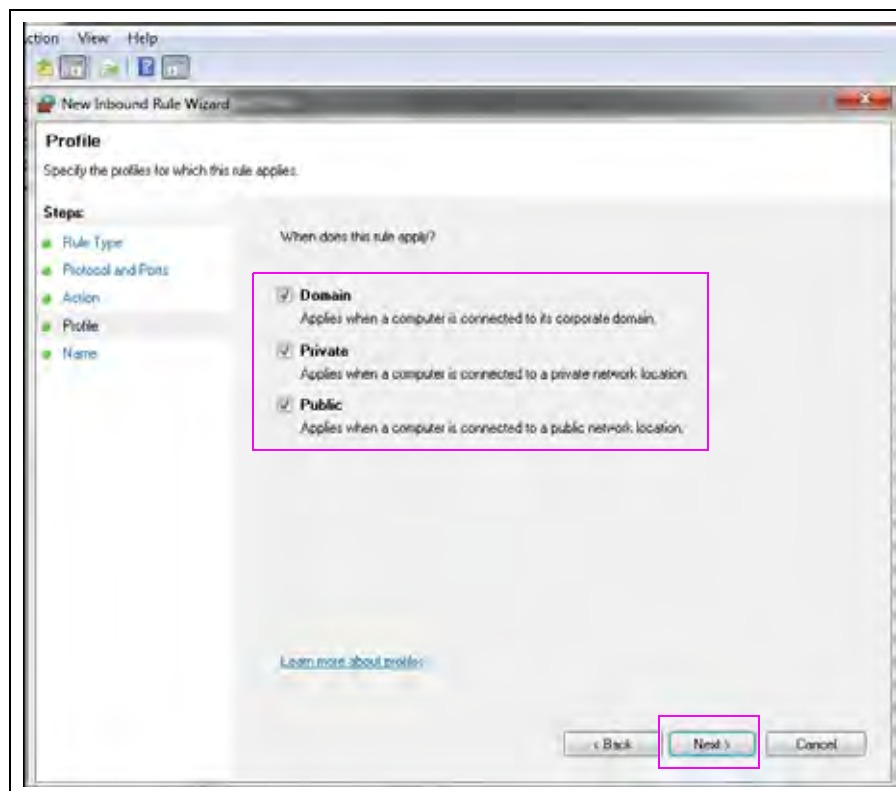 ction View Help
New Inbound Rule Wizard
Profile
Specify the profiles for which this rule applies.
Steps:
Rule Type
Protocol and Ports
Action
Profile
Name
When does this rule apply?
Domain
Applies when a computer is connected to its corporate domain.
Private
Applies when a computer is connected to a private network location.
Public
Applies when a computer is connected to a public network location.
Learn more about profiles
< Back Next > Cancel